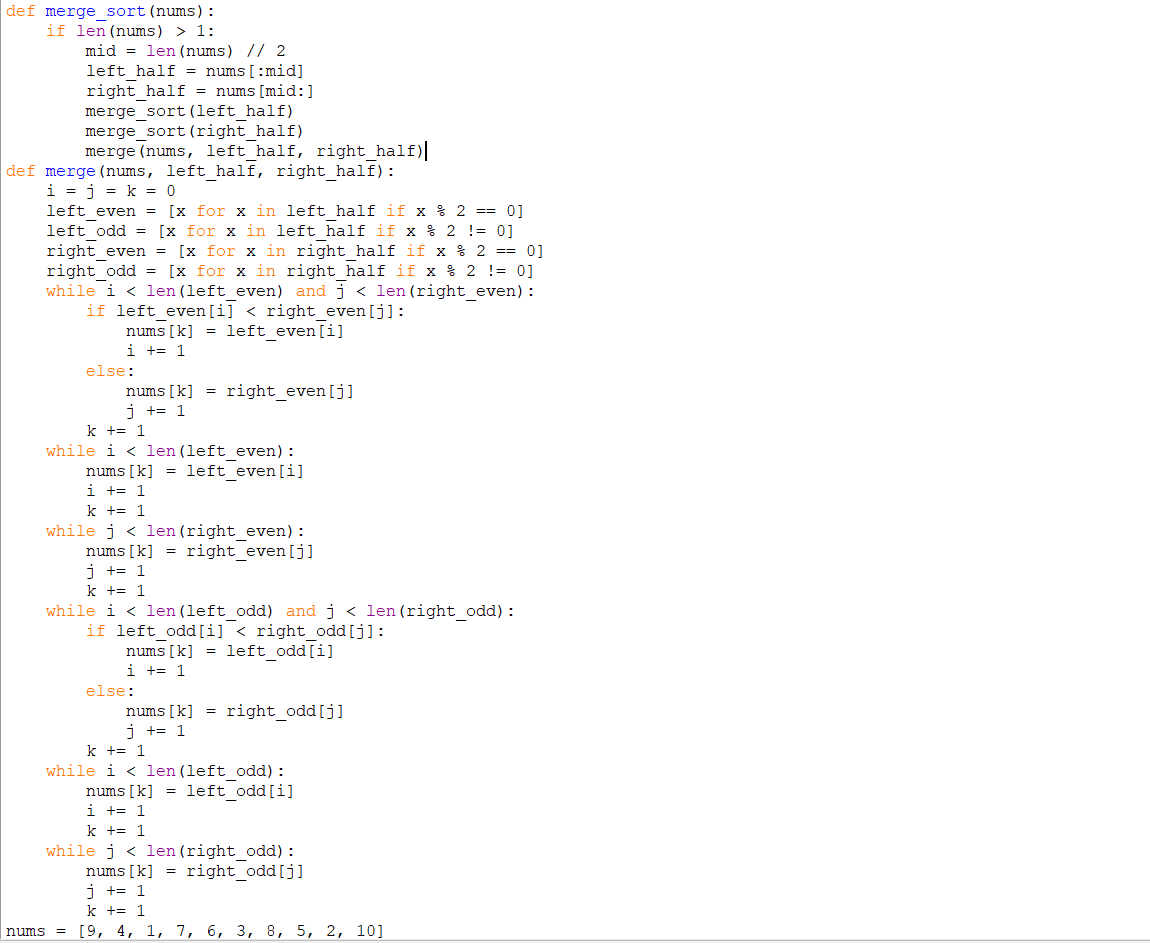 def merge_sort(nums):
    if len(nums) > 1:
        mid = len(nums) // 2
        left_half = nums[:mid]
        right_half = nums[mid:]
        merge_sort(left_half)
        merge_sort(right_half)
        merge(nums, left_half, right_half)
def merge(nums, left_half, right_half):
    i = j = k = 0
    left_even = [x for x in left_half if x % 2 == 0]
    left_odd = [x for x in left_half if x % 2 != 0]
    right_even = [x for x in right_half if x % 2 == 0]
    right_odd = [x for x in right_half if x % 2 != 0]
    while i < len(left_even) and j < len(right_even):
        if left_even[i] < right_even[j]:
            nums[k] = left_even[i]
            i += 1
        else:
            nums[k] = right_even[j]
            j += 1
        k += 1
    while i < len(left_even):
        nums[k] = left_even[i]
        i += 1
        k += 1
    while j < len(right_even):
        nums[k] = right_even[j]
        j += 1
        k += 1
    while i < len(left_odd) and j < len(right_odd):
        if left_odd[i] < right_odd[j]:
            nums[k] = left_odd[i]
            i += 1
        else:
            nums[k] = right_odd[j]
            j += 1
        k += 1
    while i < len(left_odd):
        nums[k] = left_odd[i]
        i += 1
        k += 1
    while j < len(right_odd):
        nums[k] = right_odd[j]
        j += 1
        k += 1
nums = [9, 4, 1, 7, 6, 3, 8, 5, 2, 10]